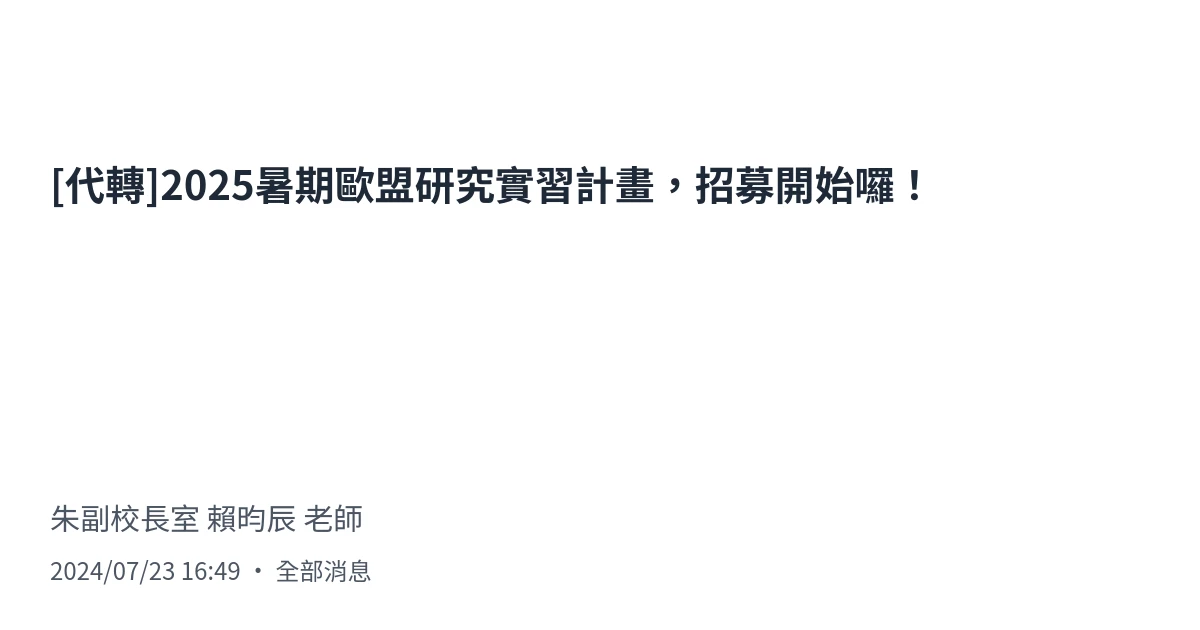 [代轉]2025暑期歐盟研究實習計畫，招募開始囉！
朱副校長室 賴昀辰 老師
2024/07/23 16:49 • 全部消息